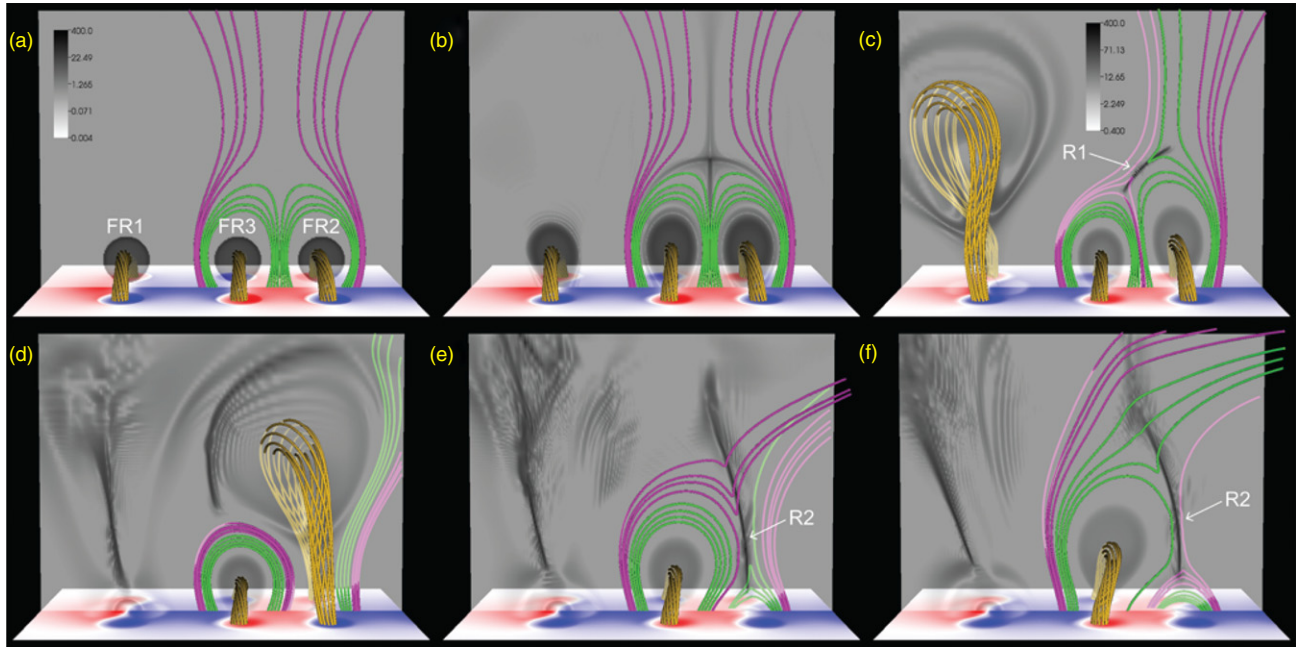 (a)
400.0
22.49
1.265
0.071
0.004
FR1
FR3
FR2
(b)
(c)
400.0
71.13
12.65
2.249
0.400
R1
(d)
(e)
R2
(f)
R2